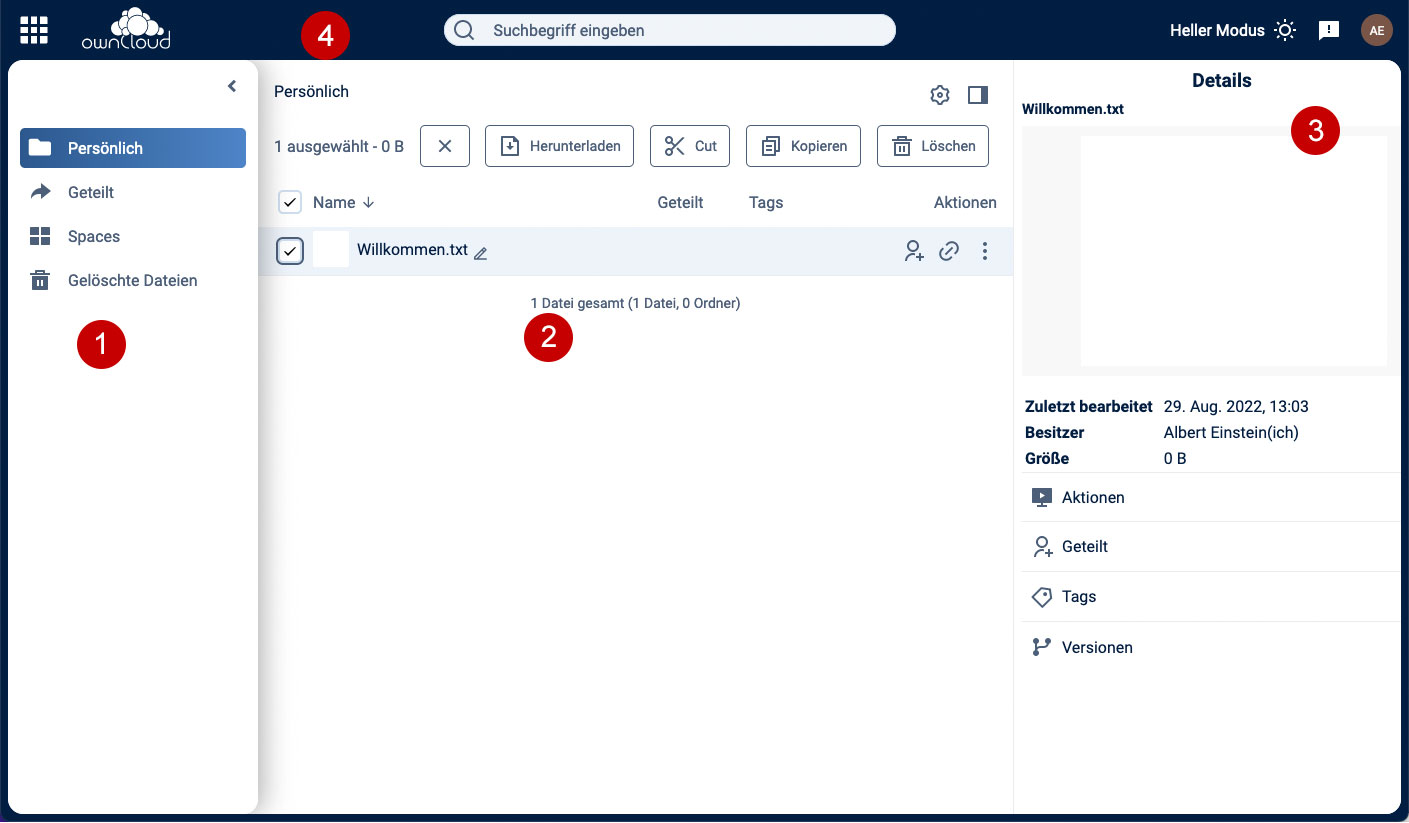 ownCloud
4
Suchbegriff eingeben
Heller Modus
AE
Persönlich
Geteilt
Spaces
Gelöschte Dateien
1
Persönlich
1 ausgewählt - 0 B
Herunterladen
Cut
Kopieren
Löschen
Name
Geteilt
Tags
Aktionen
Willkommen.txt
1 Datei gesamt (1 Datei, 0 Ordner)
2
Details
Willkommen.txt
3
Zuletzt bearbeitet 29. Aug. 2022, 13:03
Besitzer Albert Einstein(ich)
Größe 0 B
Aktionen
Geteilt
Tags
Versionen